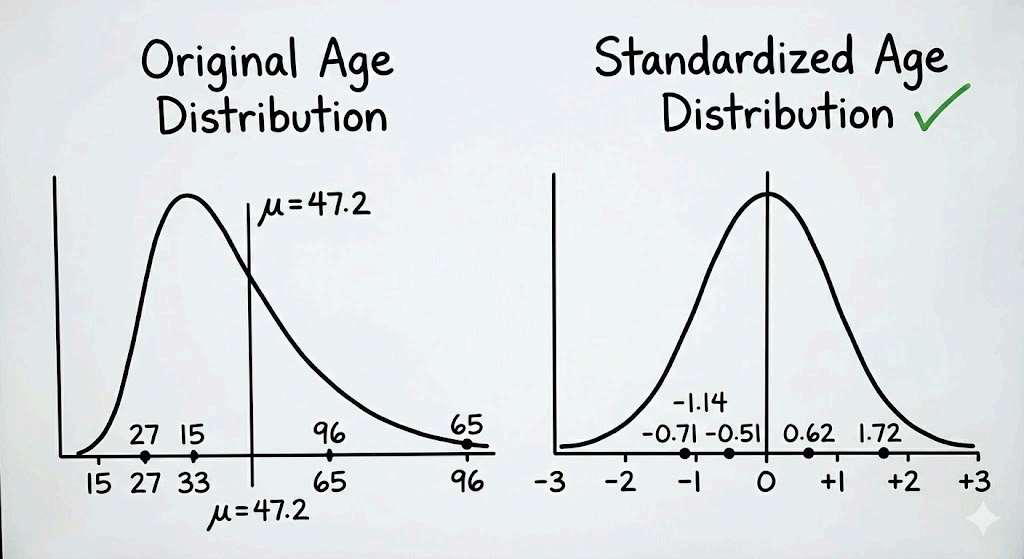 Original Age
Distribution
μ=47.2
27 15 96 65
15 27 33 65 96
μ=47.2
Standardized Age
Distribution ✓
-1.14
-0.71 -0.51 0.62 1.72
-3 -2 -1 0 +1 +2 +3